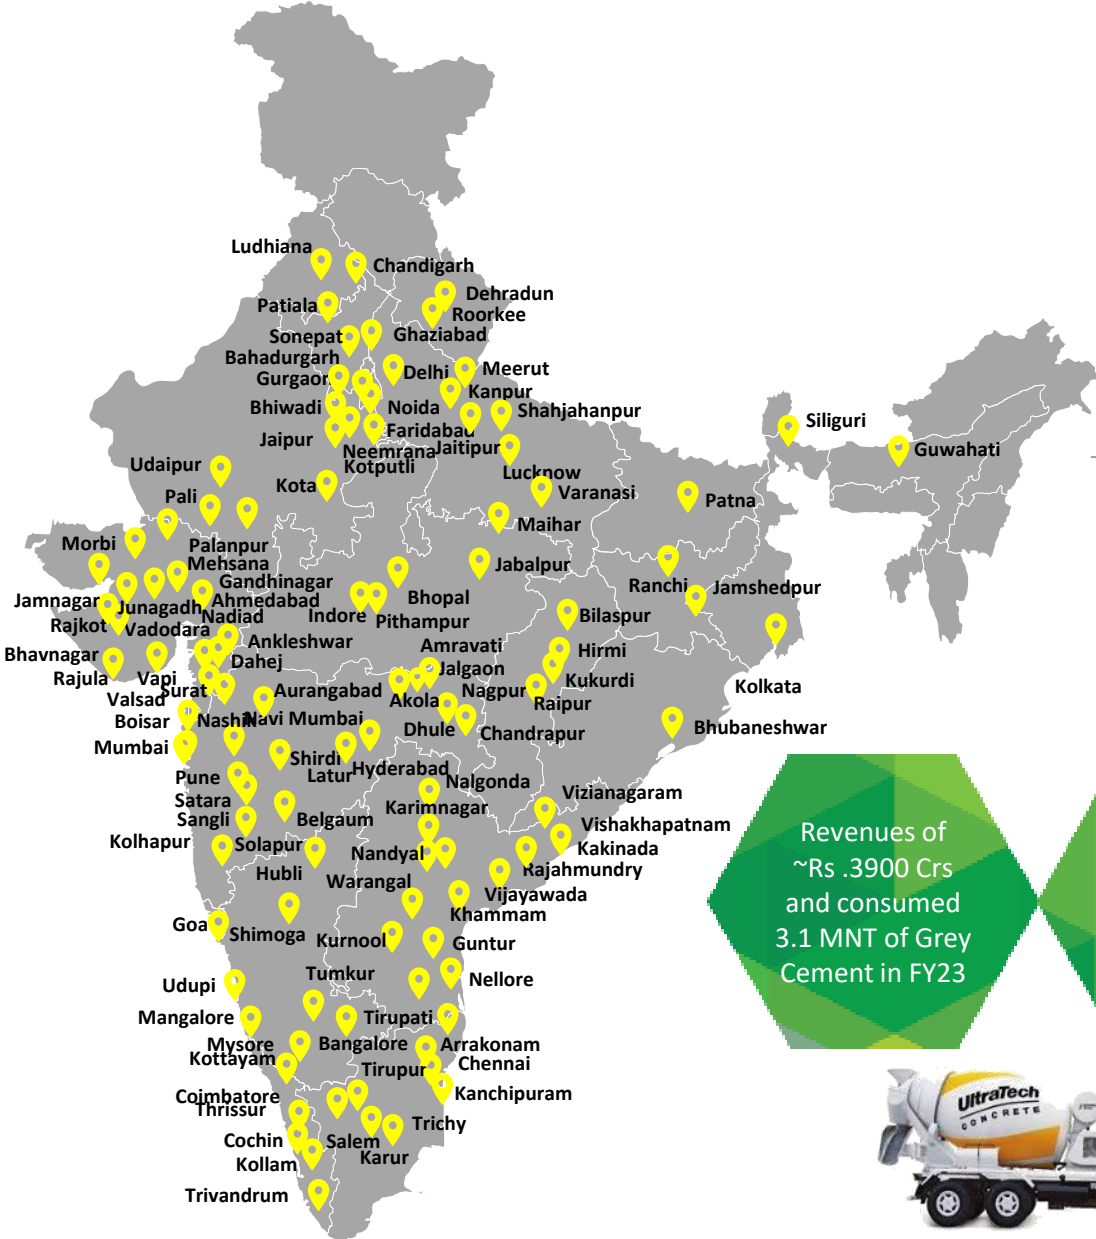 Ludhiana
Chandigarh
Dehradun
Patiala
Roorkee
Sonepat
Ghaziabad
Bahadurgarh
Gurgaon
Delhi
Meerut
Kanpur
Bhiwadi
Noida
Shahjahanpur
Siliguri
Jaipur
Faridabad
Neemrana
Jaitipur
Guwahati
Udaipur
Kotputli
Lucknow
Kota
Varanasi
Pali
Patna
Maihar
Morbi
Palanpur
Mehsana
Jabalpur
Gandhinagar
Ranchi
Jamshedpur
Jamnagar
Junagadh
Ahmedabad
Bhopal
Nadiad
Indore
Bilaspur
Rajkot
Vadodara
Pithampur
Ankleshwar
Amravati
Hirmi
Bhavnagar
Dahej
Jalgaon
Rajula
Vapi
Kukurdi
Surat
Aurangabad
Nagpur
Kolkata
Valsad
Akola
Raipur
Boisar
Nashik
Navi Mumbai
Dhule
Chandrapur
Bhubaneshwar
Mumbai
Shirdi
Latur
Hyderabad
Pune
Nalgonda
Satara
Karimnagar
Vizianagaram
Sangli
Belgaum
Vishakhapatnam
Kolhapur
Solapur
Nandyal
Kakinada
Hubli
Rajahmundry
Warangal
Vijayawada
Khammam
Goa
Shimoga
Kurnool
Guntur
Tumkur
Nellore
Udupi
Mangalore
Tirupati
Mysore
Bangalore
Arrakonam
Kottayam
Chennai
Tirupur
Coimbatore
Kanchipuram
Thrissur
Trichy
Cochin
Salem
Kollam
Karur
Trivandrum
Revenues of
~Rs .3900 Crs
and consumed
3.1 MNT of Grey
Cement in FY23
UltraTech
CONCRETE